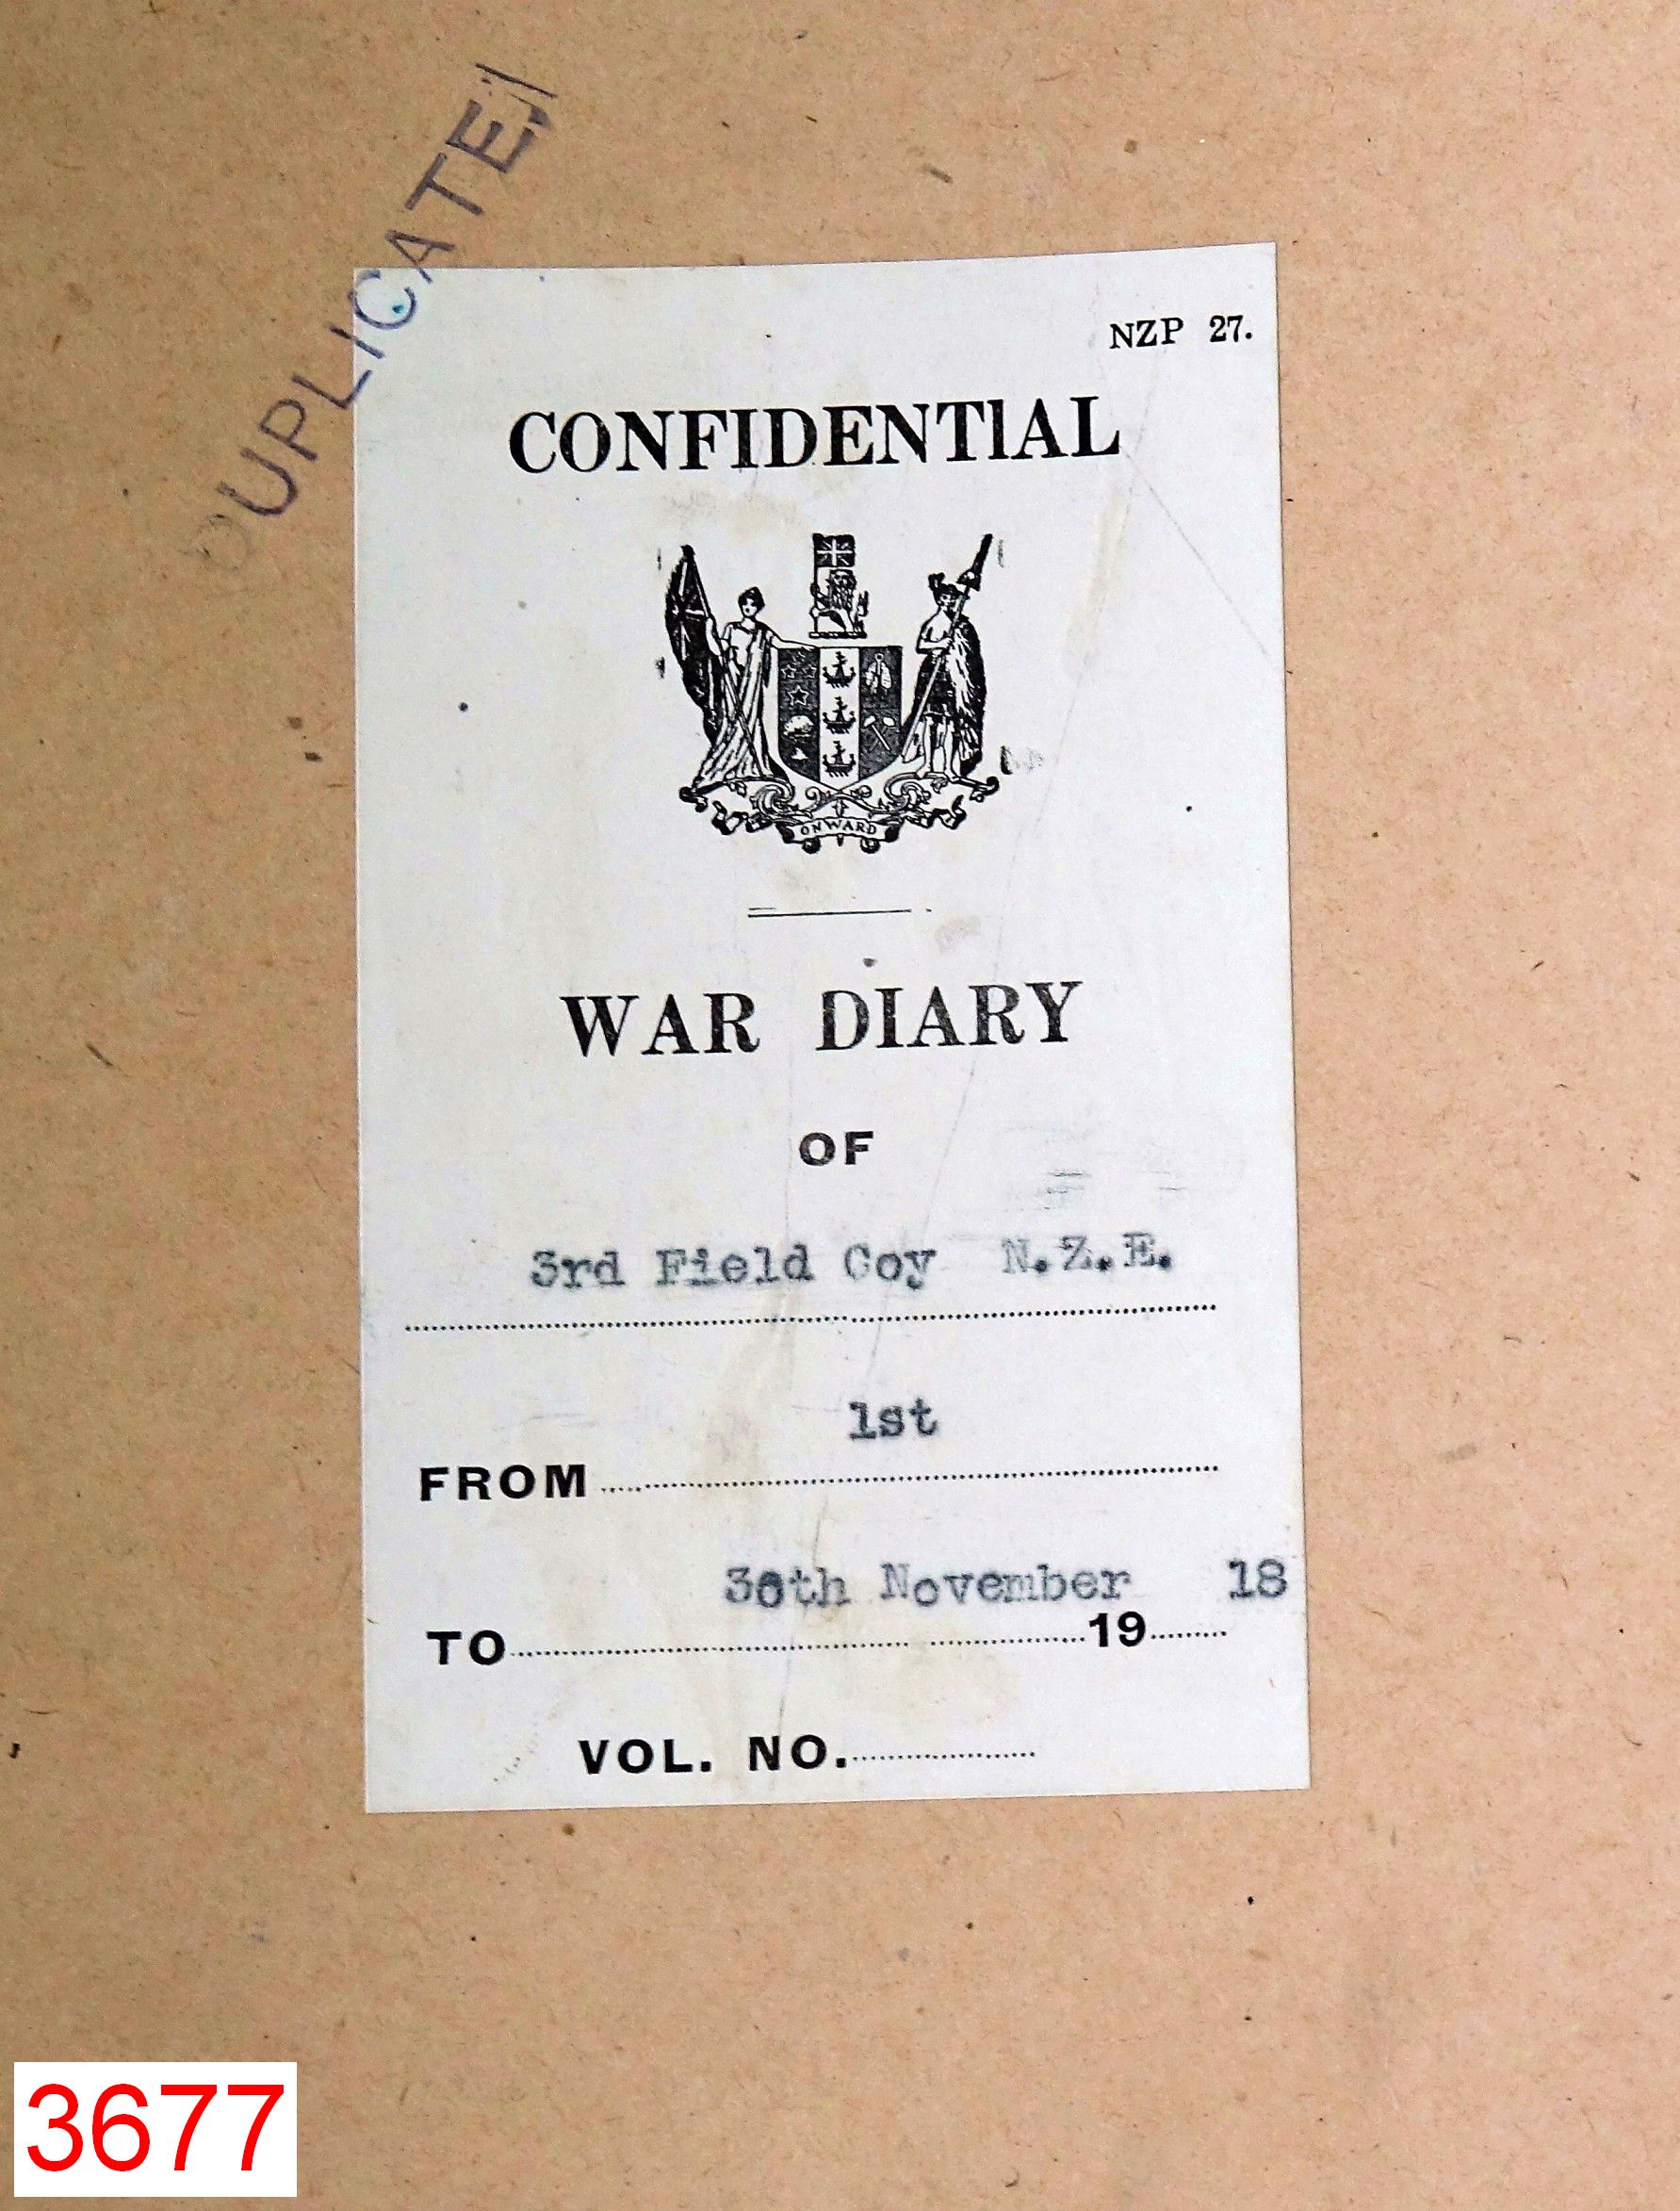 DUPLICATE
NZP 27.
CONFIDENTIAL
ONWARD
WAR DIARY
OF
3rd Field Coy N.Z.E.
1st
FROM
30th November 18
TO 19
VOL. NO.
3677